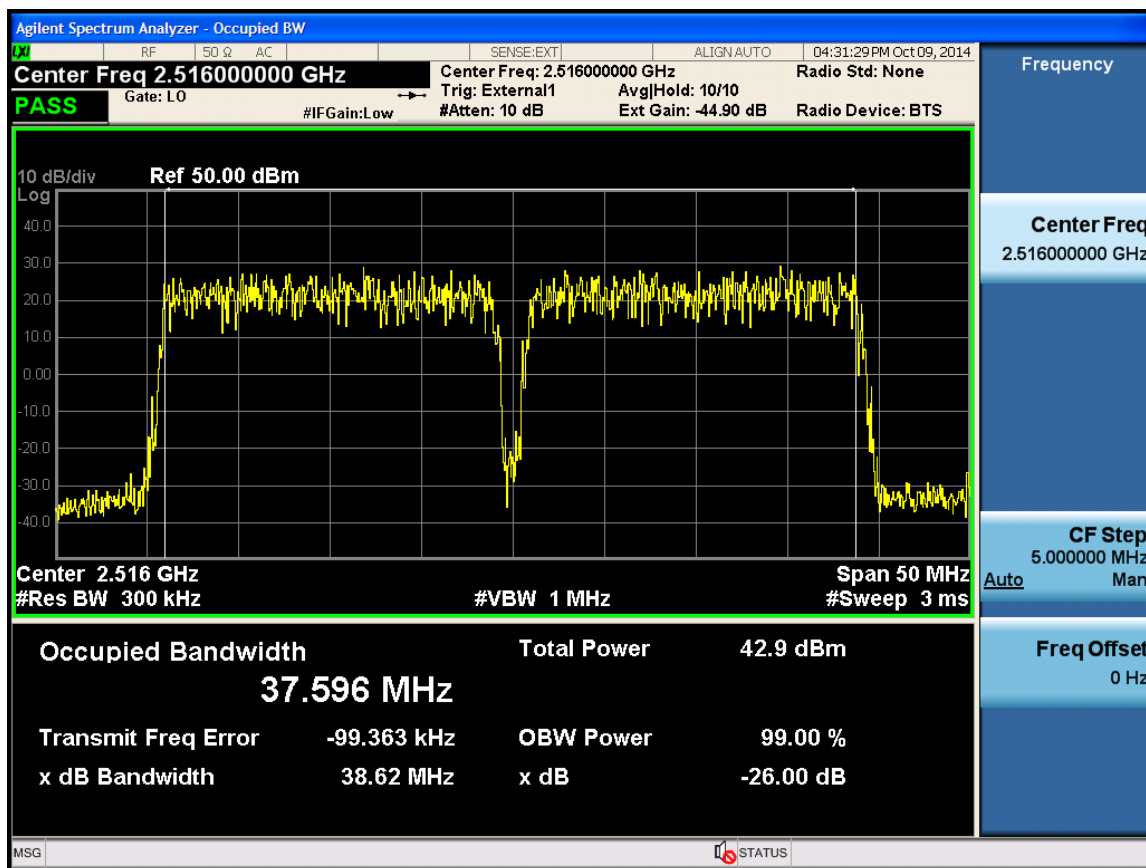 Agilent Spectrum Analyzer - Occupied BW
LXI RF 50 Ω AC SENSE:EXT ALIGN AUTO 04:31:29 PM Oct 09, 2014
Center Freq 2.516000000 GHz
PASS
Gate: LO
#IFGain:Low
Center Freq: 2.516000000 GHz
Trig: External1 Avg|Hold: 10/10
#Atten: 10 dB Ext Gain: -44.90 dB
Radio Std: None
Radio Device: BTS
10 dB/div Ref 50.00 dBm
Log
40.0
30.0
20.0
10.0
0.00
-10.0
-20.0
-30.0
-40.0
Center 2.516 GHz Span 50 MHz
#Res BW 300 kHz #VBW 1 MHz #Sweep 3 ms
Occupied Bandwidth Total Power 42.9 dBm
37.596 MHz
Transmit Freq Error -99.363 kHz OBW Power 99.00 %
x dB Bandwidth 38.62 MHz x dB -26.00 dB
Frequency
Center Freq
2.516000000 GHz
CF Step
5.000000 MHz
Auto Man
Freq Offset
0 Hz
MSG STATUS